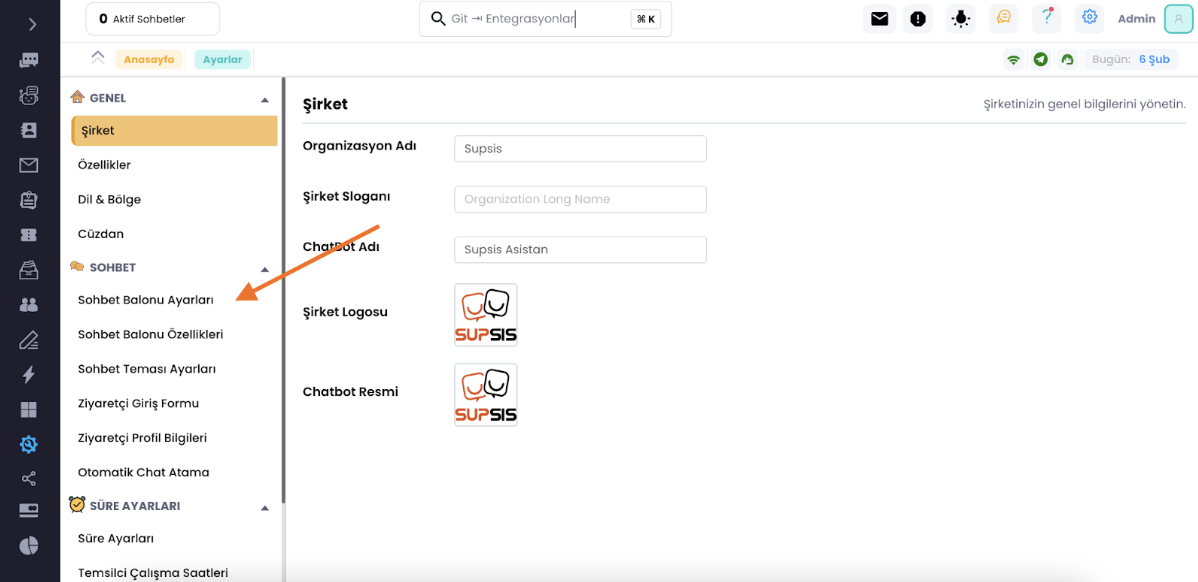 0 Aktif Sohbetler
Git ⇥ Entegrasyonlar
⌘ K
Admin
Anasayfa
Ayarlar
Bugün: 6 Şub
GENEL
Şirket
Özellikler
Dil & Bölge
Cüzdan
SOHBET
Sohbet Balonu Ayarları
Sohbet Balonu Özellikleri
Sohbet Teması Ayarları
Ziyaretçi Giriş Formu
Ziyaretçi Profil Bilgileri
Otomatik Chat Atama
SÜRE AYARLARI
Süre Ayarları
Temsilci Çalışma Saatleri
Şirket
Şirketinizin genel bilgilerini yönetin.
Organizasyon Adı
Supsis
Şirket Sloganı
Organization Long Name
ChatBot Adı
Supsis Asistan
Şirket Logosu
SUPSIS
Chatbot Resmi
SUPSIS